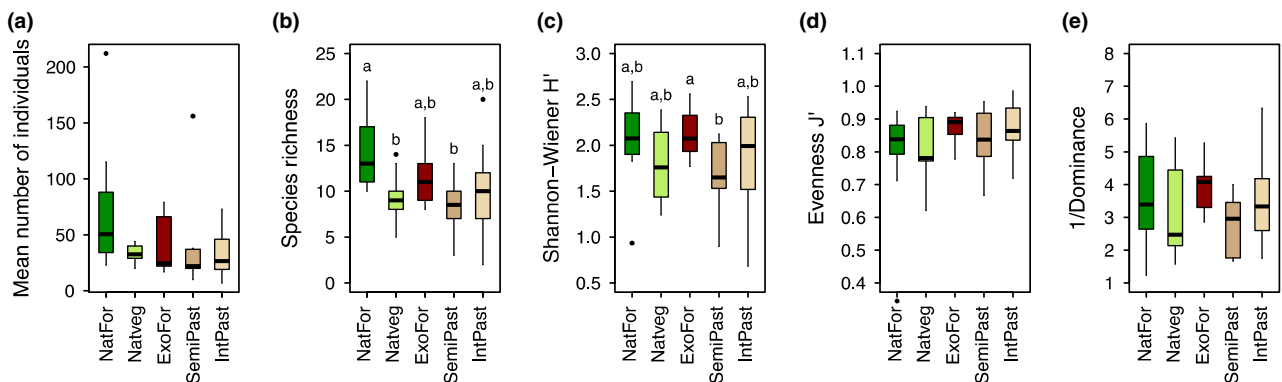 (a)
Mean number of individuals
200
150
100
50
0
NatFor
Natveg
ExoFor
SemiPast
IntPast
(b)
Species richness
25
20
15
10
5
0
a
b
a,b
b
a,b
NatFor
Natveg
ExoFor
SemiPast
IntPast
(c)
Shannon−Wiener H'
3.0
2.5
2.0
1.5
1.0
0.5
a,b
a,b
a
b
a,b
NatFor
Natveg
ExoFor
SemiPast
IntPast
(d)
Evenness J'
1.1
1.0
0.9
0.8
0.7
0.6
0.5
0.4
NatFor
Natveg
ExoFor
SemiPast
IntPast
(e)
1/Dominance
8
7
6
5
4
3
2
1
NatFor
Natveg
ExoFor
SemiPast
IntPast